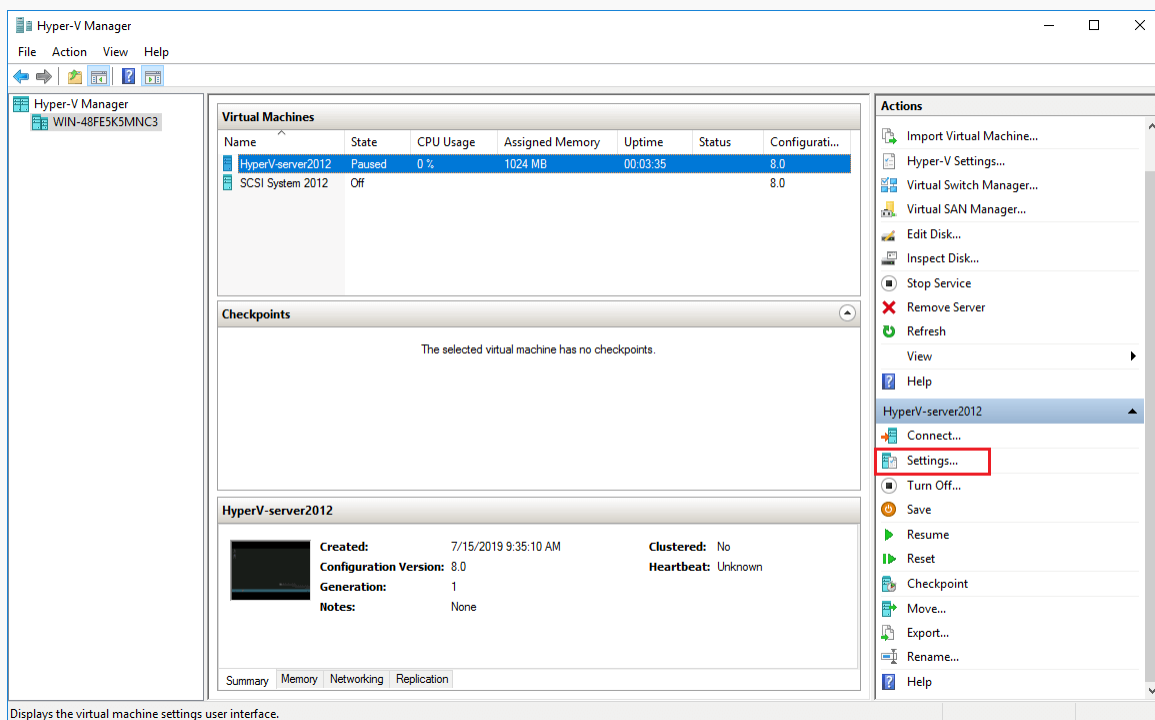 Hyper-V Manager
File Action View Help
Hyper-V Manager
WIN-48FE5K5MNC3
Virtual Machines
Name State CPU Usage Assigned Memory Uptime Status Configurati...
HyperV-server2012 Paused 0 % 1024 MB 00:03:35 8.0
SCSI System 2012 Off 8.0
Checkpoints
The selected virtual machine has no checkpoints.
HyperV-server2012
Created: 7/15/2019 9:35:10 AM Clustered: No
Configuration Version: 8.0 Heartbeat: Unknown
Generation: 1
Notes: None
Summary Memory Networking Replication
Actions
Import Virtual Machine...
Hyper-V Settings...
Virtual Switch Manager...
Virtual SAN Manager...
Edit Disk...
Inspect Disk...
Stop Service
Remove Server
Refresh
View
Help
HyperV-server2012
Connect...
Settings...
Turn Off...
Save
Resume
Reset
Checkpoint
Move...
Export...
Rename...
Help
Displays the virtual machine settings user interface.